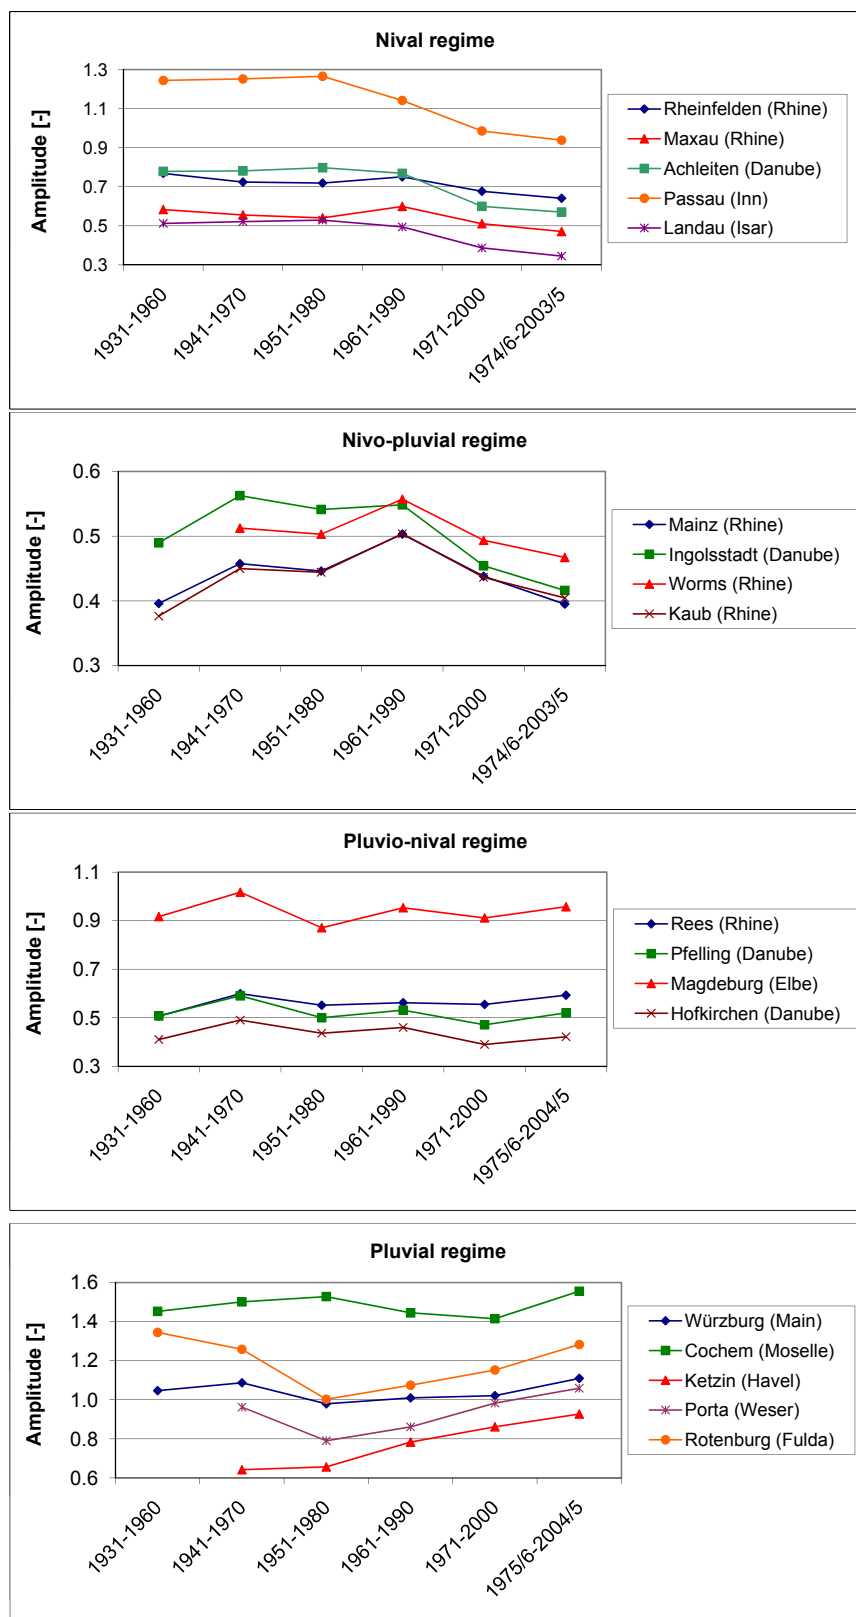 Nival regime
Amplitude [-]
1.3
1.1
0.9
0.7
0.5
0.3
1931-1960
1941-1970
1951-1980
1961-1990
1971-2000
1974/6-2003/5
Rheinfelden (Rhine)
Maxau (Rhine)
Achleiten (Danube)
Passau (Inn)
Landau (Isar)
Nivo-pluvial regime
Amplitude [-]
0.6
0.5
0.4
0.3
1931-1960
1941-1970
1951-1980
1961-1990
1971-2000
1974/6-2003/5
Mainz (Rhine)
Ingolsstadt (Danube)
Worms (Rhine)
Kaub (Rhine)
Pluvio-nival regime
Amplitude [-]
1.1
0.9
0.7
0.5
0.3
1931-1960
1941-1970
1951-1980
1961-1990
1971-2000
1975/6-2004/5
Rees (Rhine)
Pfelling (Danube)
Magdeburg (Elbe)
Hofkirchen (Danube)
Pluvial regime
Amplitude [-]
1.6
1.4
1.2
1.0
0.8
0.6
1931-1960
1941-1970
1951-1980
1961-1990
1971-2000
1975/6-2004/5
Würzburg (Main)
Cochem (Moselle)
Ketzin (Havel)
Porta (Weser)
Rotenburg (Fulda)